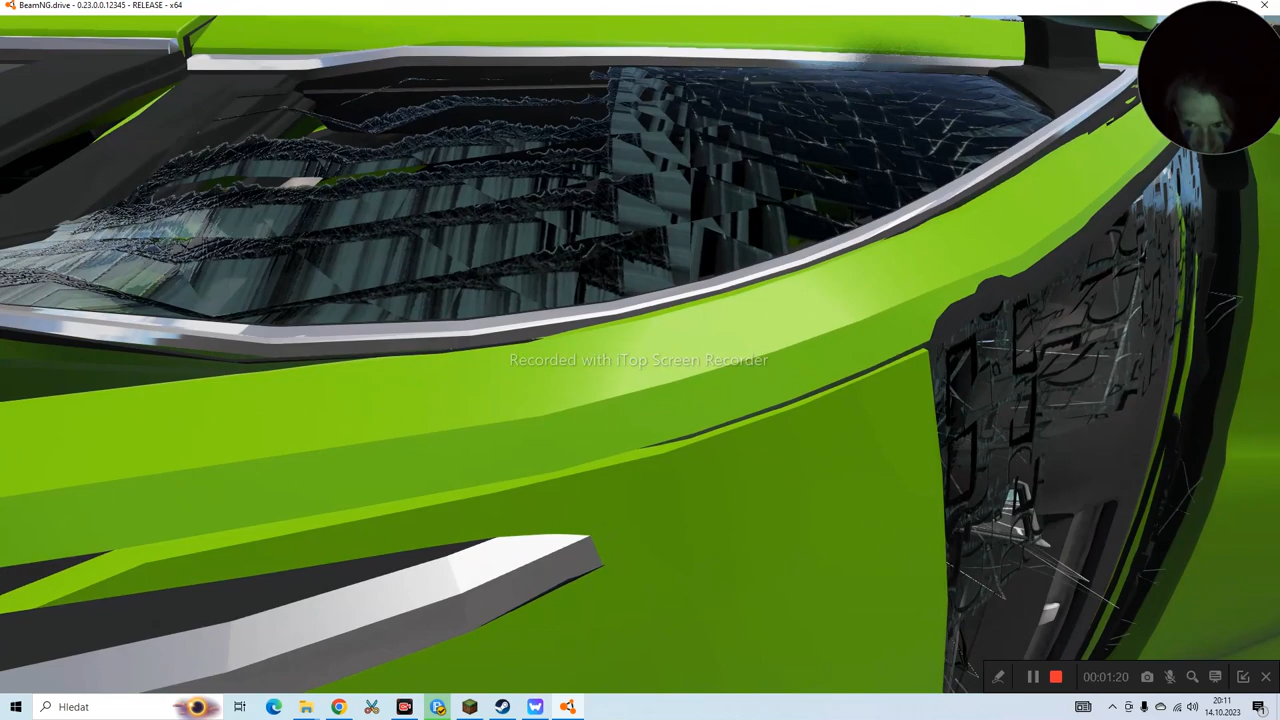 BeamNG.drive - 0.23.0.0.12345 - RELEASE - x64
Recorded with iTop Screen Recorder
00:01:20
Hledat
20:11
14.10.2023